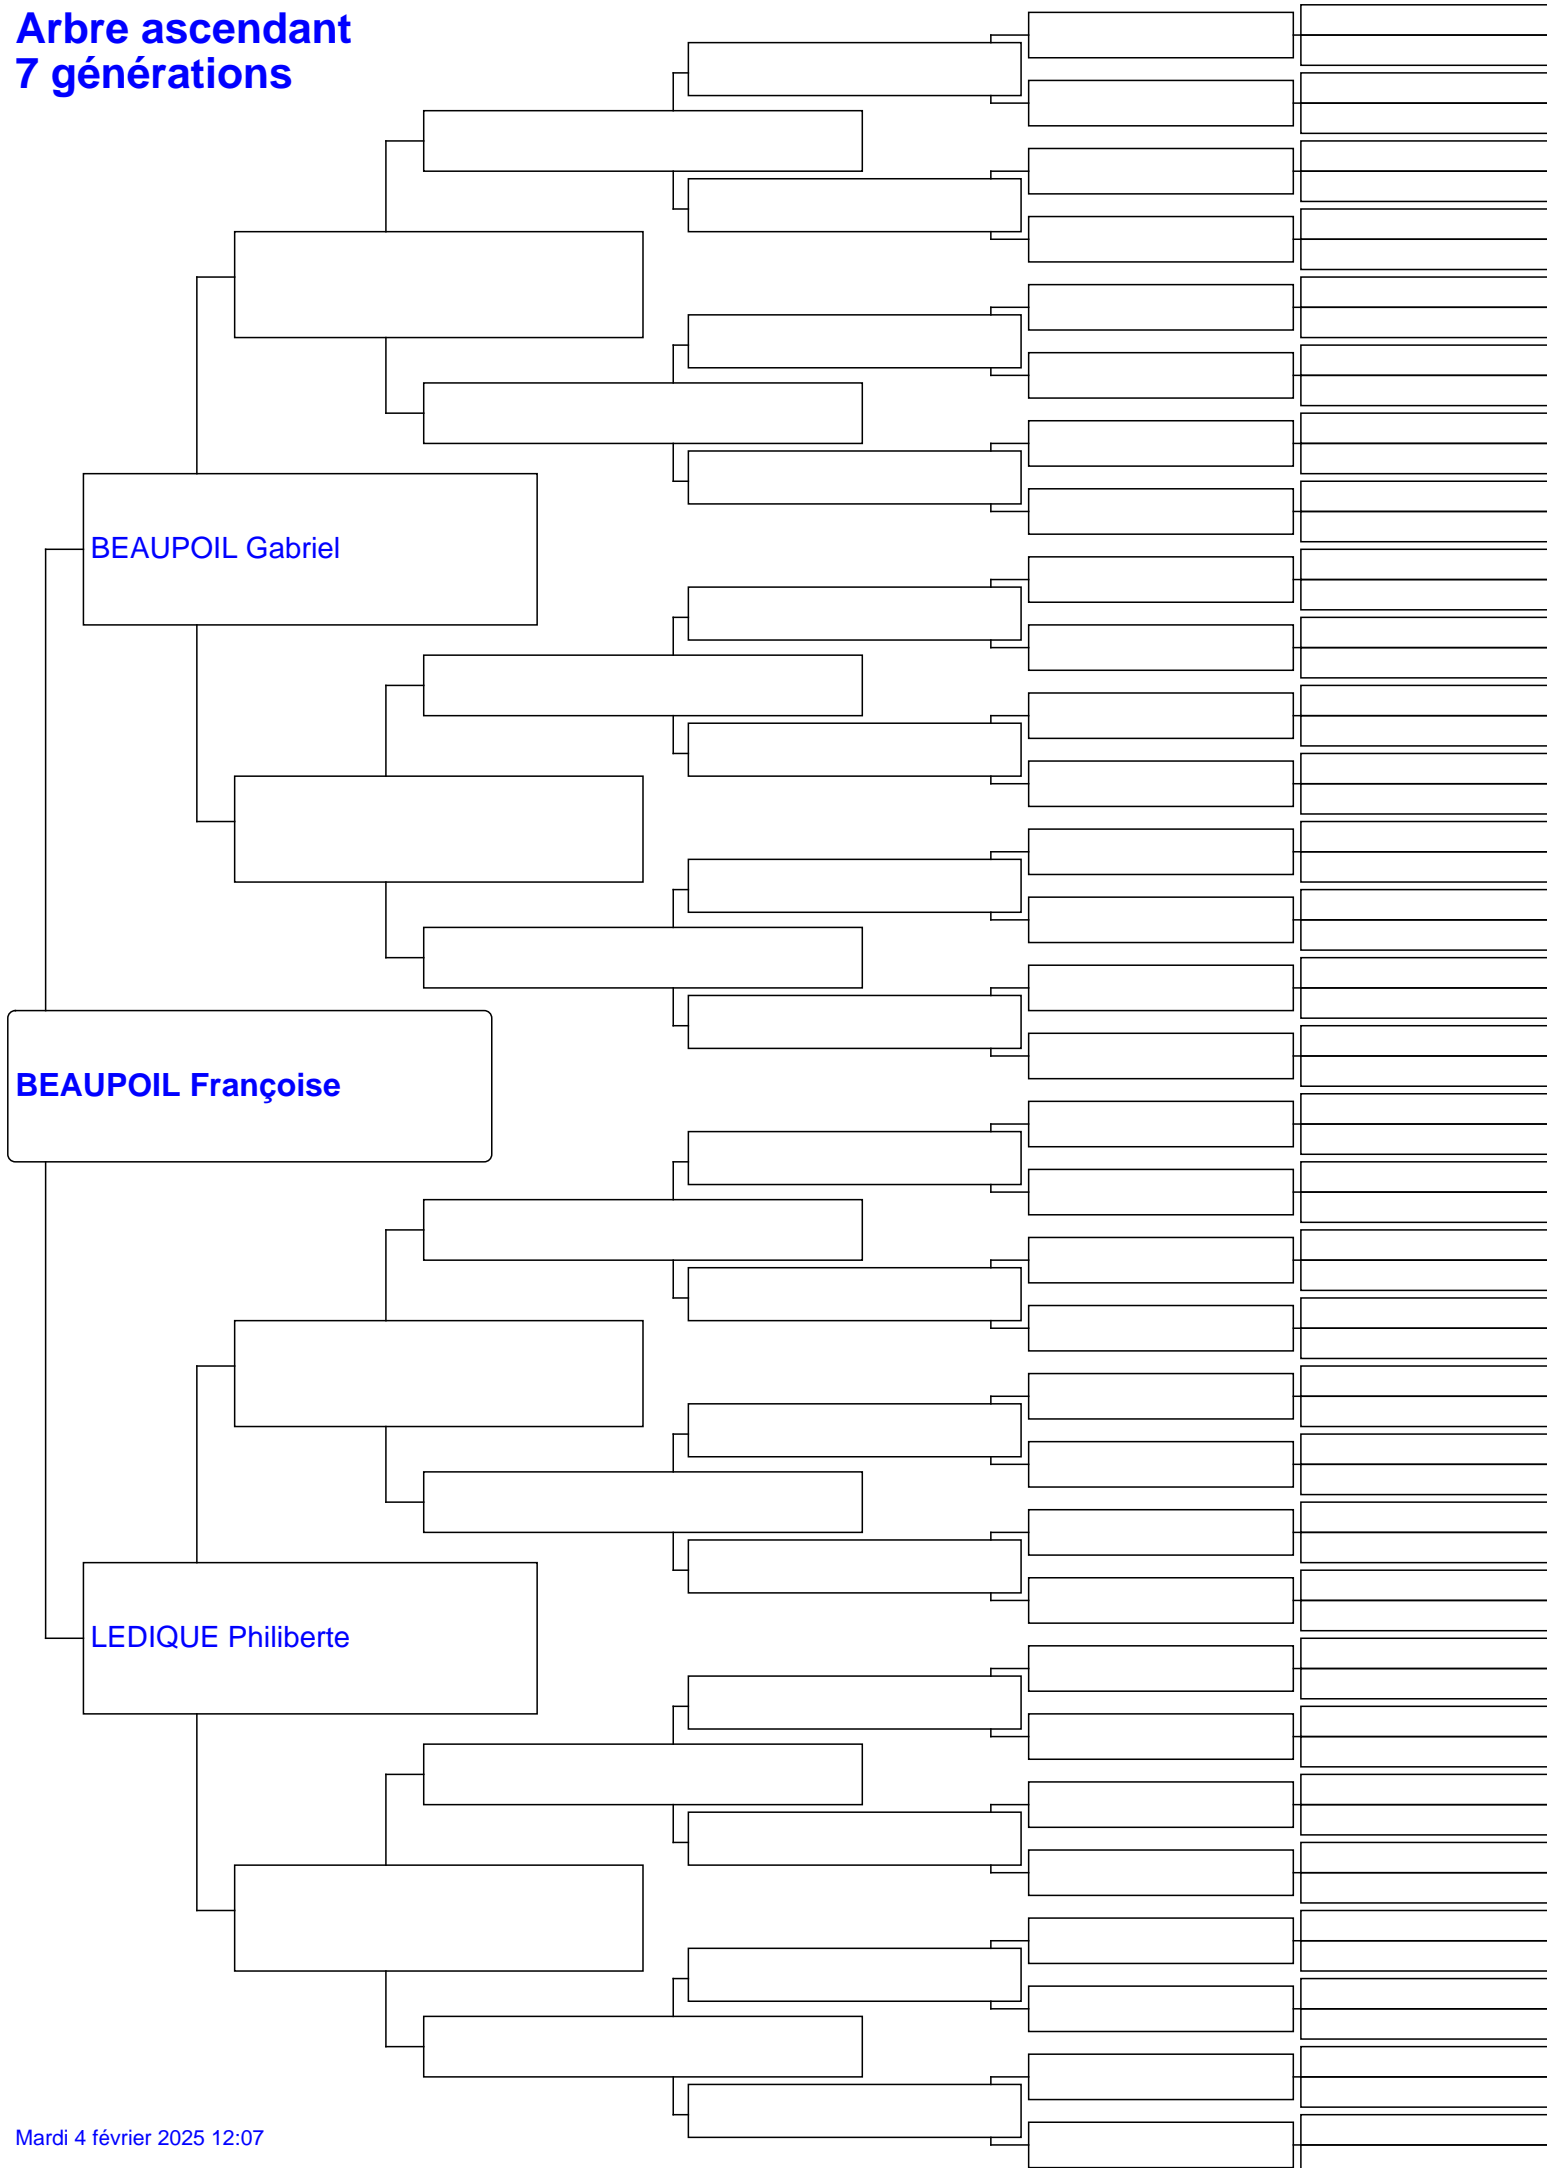 Arbre ascendant
7 générations
BEAUPOIL Gabriel
BEAUPOIL Françoise
LEDIQUE Philiberte
Mardi 4 février 2025 12:07